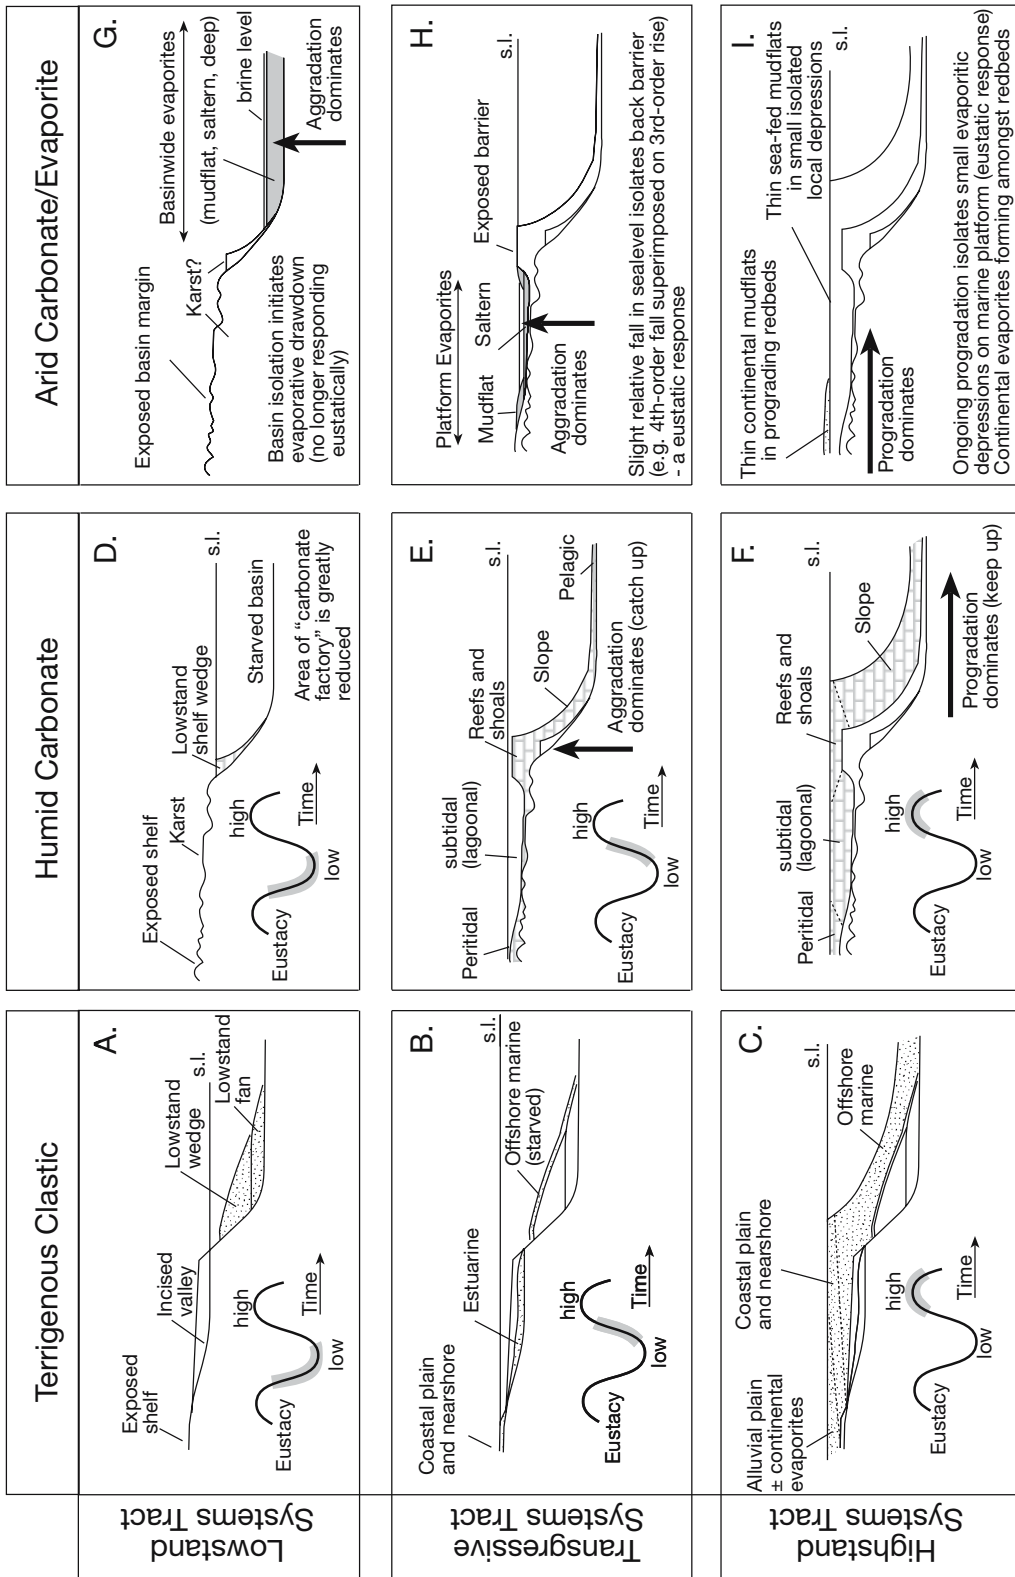 Terrigenous Clastic
Humid Carbonate
Arid Carbonate/Evaporite
Lowstand
Systems Tract
A.
Exposed
shelf
Incised
valley
Lowstand
wedge
s.l.
Lowstand
fan
Eustacy
high
low
Time
D.
Exposed shelf
Karst
Lowstand
shelf wedge
s.l.
Starved basin
Area of “carbonate
factory” is greatly
reduced
Eustacy
high
low
Time
G.
Exposed basin margin
Karst?
Basinwide evaporites
(mudflat, saltern, deep)
brine level
Basin isolation initiates
evaporative drawdown
(no longer responding
eustatically)
Aggradation
dominates
Transgressive
Systems Tract
B.
Coastal plain
and nearshore
Estuarine
s.l.
Offshore marine
(starved)
Eustacy
high
low
Time
E.
Peritidal
subtidal
(lagoonal)
Reefs and
shoals
s.l.
Slope
Pelagic
Aggradation
dominates (catch up)
Eustacy
high
low
Time
H.
Platform Evaporites
Mudflat
Saltern
Exposed barrier
s.l.
Aggradation
dominates
Slight relative fall in sealevel isolates back barrier
(e.g. 4th-order fall superimposed on 3rd-order rise)
- a eustatic response
Highstand
Systems Tract
C.
Alluvial plain
± continental
evaporites
Coastal plain
and nearshore
s.l.
Offshore
marine
Eustacy
high
low
Time
F.
Peritidal
subtidal
(lagoonal)
Reefs and
shoals
s.l.
Slope
Progradation
dominates (keep up)
Eustacy
high
low
Time
I.
Thin continental mudflats
in prograding redbeds
Thin sea-fed mudflats
in small isolated
local depressions
s.l.
Progradation
dominates
Ongoing progradation isolates small evaporitic
depressions on marine platform (eustatic response)
Continental evaporites forming amongst redbeds